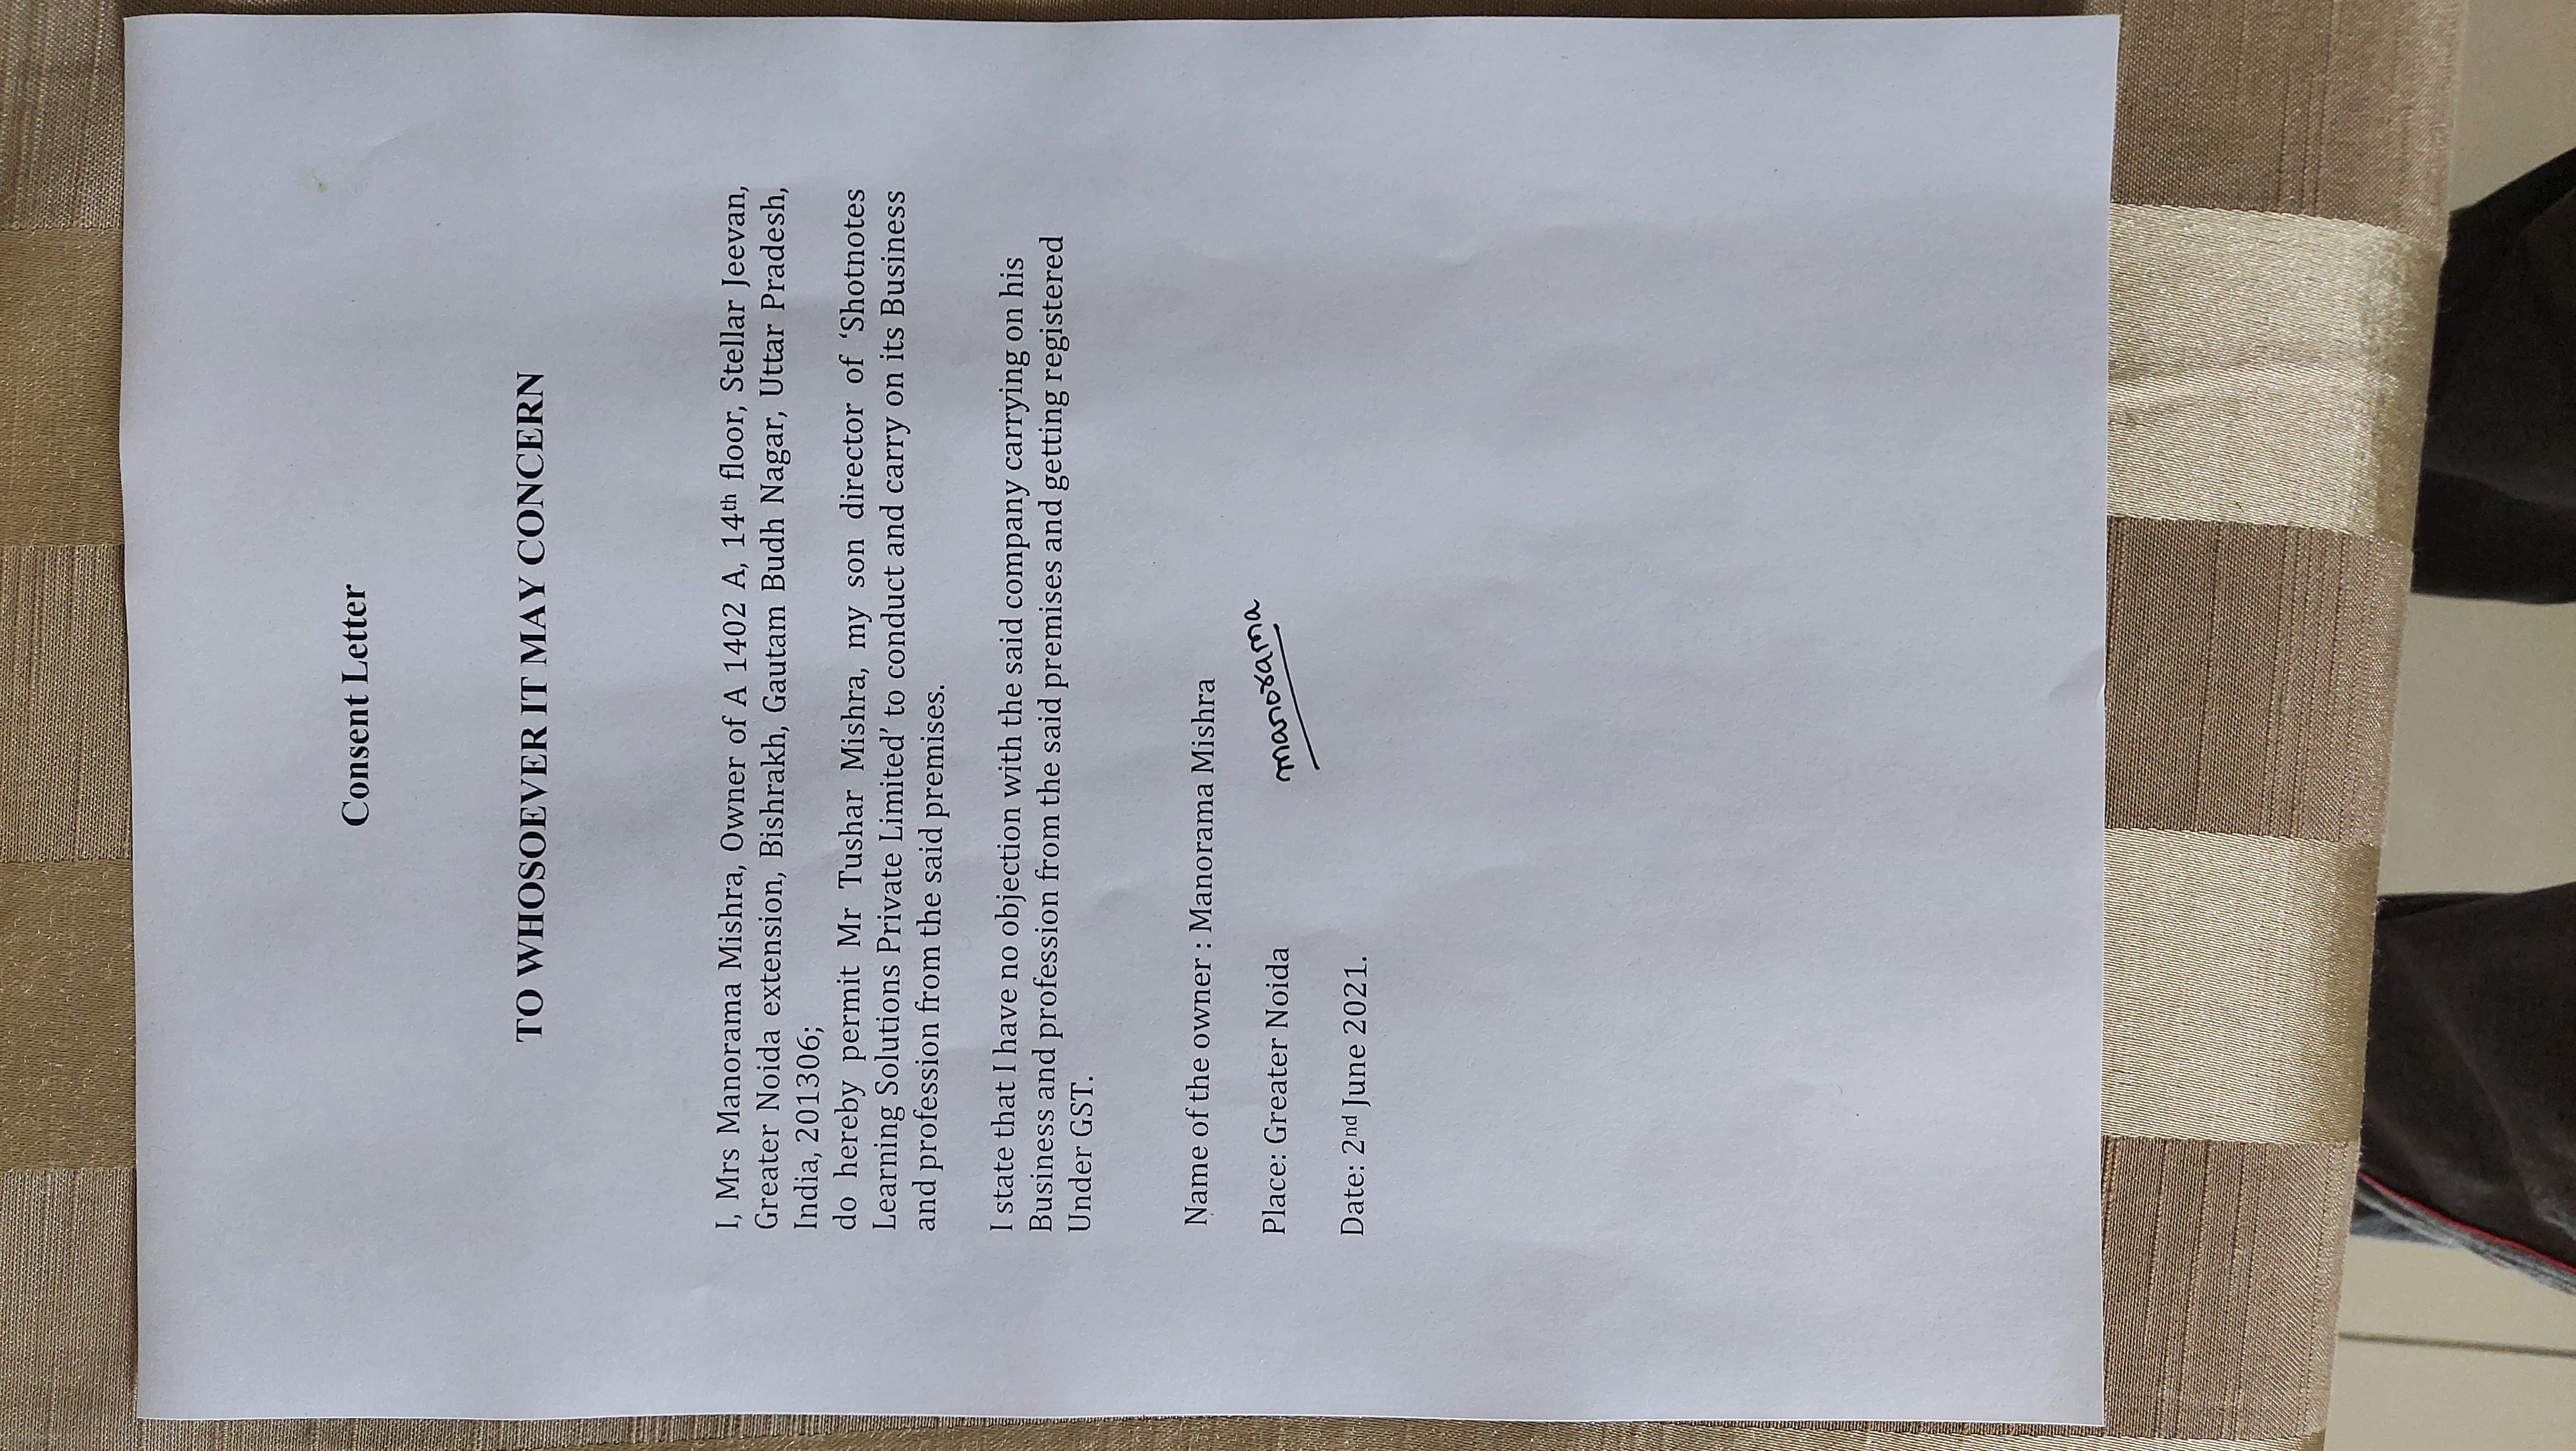 Consent Letter
TO WHOSOEVER IT MAY CONCERN
I, Mrs Manorama Mishra, Owner of A 1402 A, 14th floor, Stellar Jeevan,
Greater Noida extension, Bishrakh, Gautam Budh Nagar, Uttar Pradesh,
India, 201306;
do hereby permit Mr Tushar Mishra, my son director of ‘Shotnotes
Learning Solutions Private Limited’ to conduct and carry on its Business
and profession from the said premises.
I state that I have no objection with the said company carrying on his
Business and profession from the said premises and getting registered
Under GST.
Name of the owner : Manorama Mishra
Place: Greater Noida
manorama
Date: 2nd June 2021.